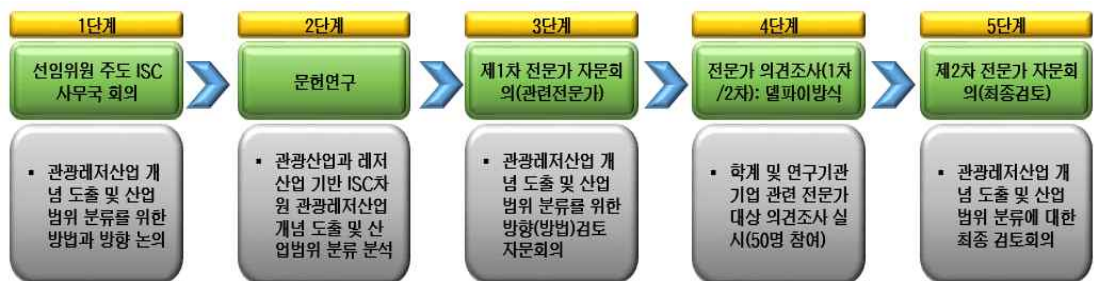 1단계
선임위원 주도 ISC
사무국 회의
▪ 관광레저산업 개
념 도출 및 산업
범위 분류를 위한
방법과 방향 논의
2단계
문헌연구
▪ 관광산업과 레저
산업 기반 ISC차
원 관광레저산업
개념 도출 및 산
업범위 분류 분석
3단계
제1차 전문가 자문회
의(관련전문가)
▪ 관광레저산업 개
념 도출 및 산업
범위 분류를 위한
방향(방법)검토
자문회의
4단계
전문가 의견조사(1차
/2차): 델파이방식
▪ 학계 및 연구기관
기업 관련 전문가
대상 의견조사 실
시(50명 참여)
5단계
제2차 전문가 자문회
의(최종검토)
▪ 관광레저산업 개
념 도출 및 산업
범위 분류에 대한
최종 검토회의